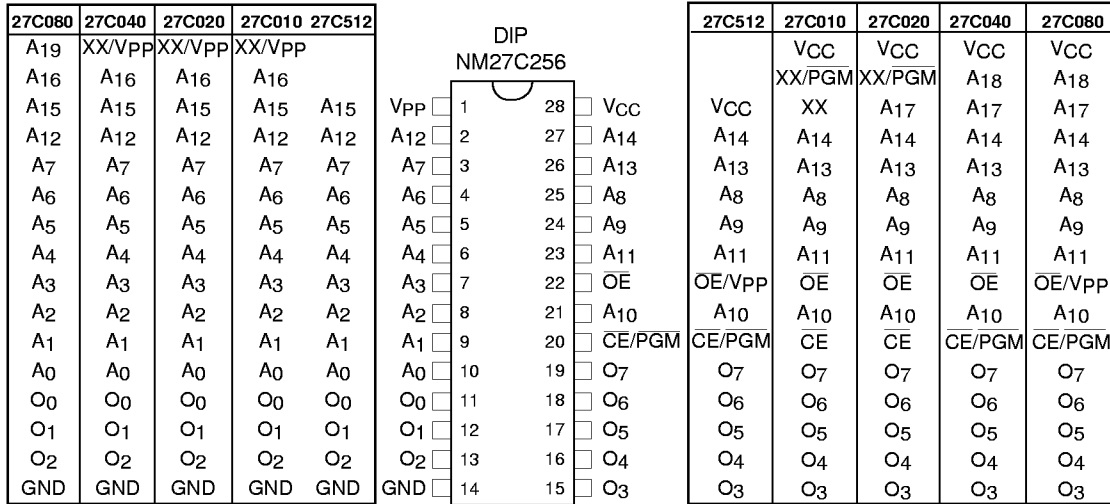 27C080 27C040 27C020 27C010 27C512 DIP 27C512 27C010 27C020 27C040 27C080
A19 XX/VPP XX/VPP XX/VPP NM27C256 VCC VCC VCC VCC
A16 A16 A16 A16 XX/PGM XX/PGM A18 A18
A15 A15 A15 A15 A15 VPP 1 28 VCC VCC XX A17 A17 A17
A12 A12 A12 A12 A12 A12 2 27 A14 A14 A14 A14 A14 A14
A7 A7 A7 A7 A7 A7 3 26 A13 A13 A13 A13 A13 A13
A6 A6 A6 A6 A6 A6 4 25 A8 A8 A8 A8 A8 A8
A5 A5 A5 A5 A5 A5 5 24 A9 A9 A9 A9 A9 A9
A4 A4 A4 A4 A4 A4 6 23 A11 A11 A11 A11 A11 A11
A3 A3 A3 A3 A3 A3 7 22 OE OE/VPP OE OE OE OE/VPP
A2 A2 A2 A2 A2 A2 8 21 A10 A10 A10 A10 A10 A10
A1 A1 A1 A1 A1 A1 9 20 CE/PGM CE/PGM CE CE CE/PGM CE/PGM
A0 A0 A0 A0 A0 A0 10 19 O7 O7 O7 O7 O7 O7
O0 O0 O0 O0 O0 O0 11 18 O6 O6 O6 O6 O6 O6
O1 O1 O1 O1 O1 O1 12 17 O5 O5 O5 O5 O5 O5
O2 O2 O2 O2 O2 O2 13 16 O4 O4 O4 O4 O4 O4
GND GND GND GND GND GND 14 15 O3 O3 O3 O3 O3 O3